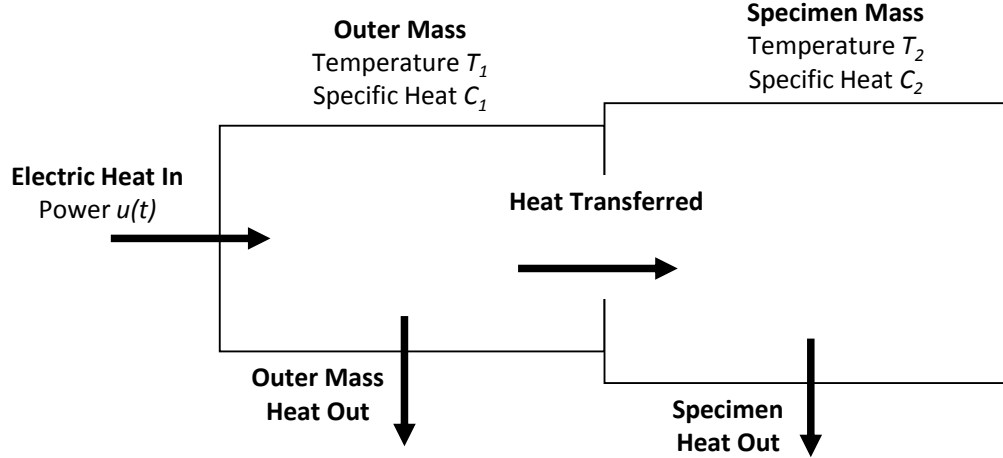 Outer Mass
Temperature T₁
Specific Heat C₁
Specimen Mass
Temperature T₂
Specific Heat C₂
Electric Heat In
Power u(t)
Heat Transferred
Outer Mass
Heat Out
Specimen
Heat Out